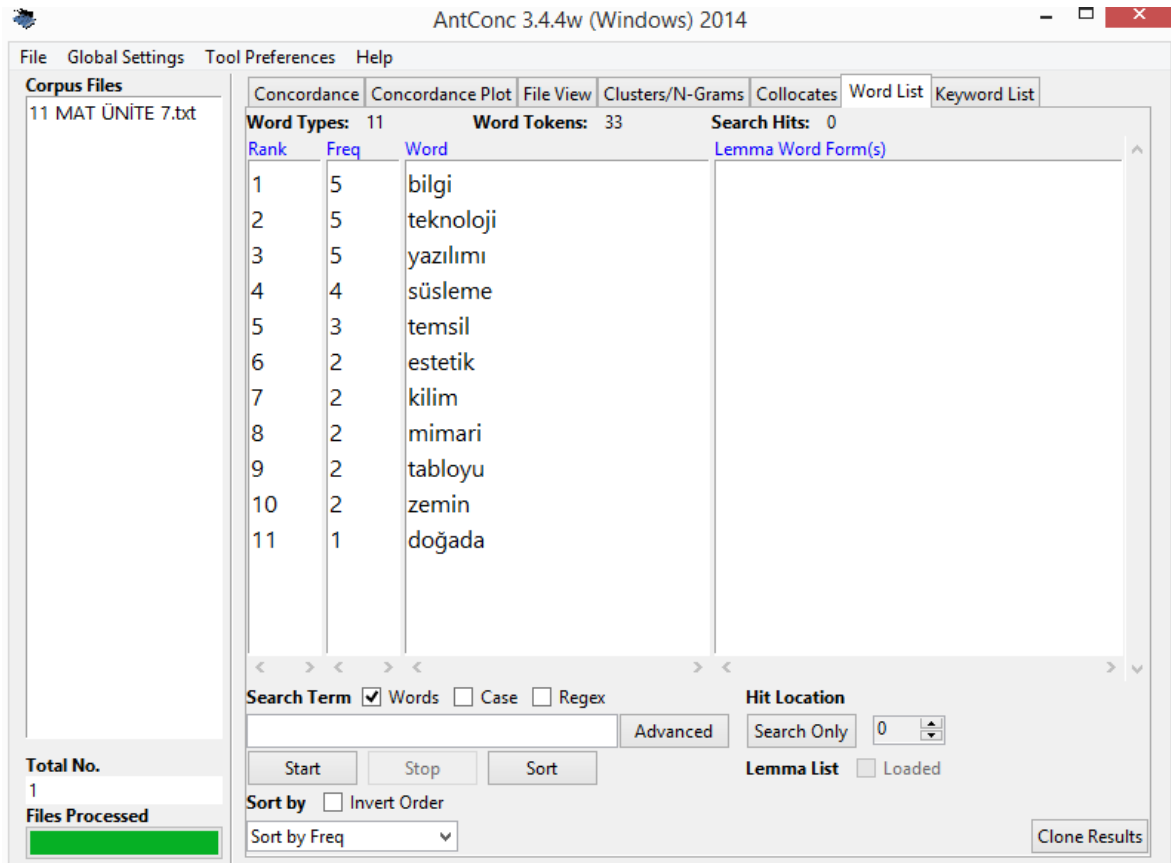 AntConc 3.4.4w (Windows) 2014
File Global Settings Tool Preferences Help
Corpus Files
11 MAT ÜNİTE 7.txt
Concordance Concordance Plot File View Clusters/N-Grams Collocates Word List Keyword List
Word Types: 11 Word Tokens: 33 Search Hits: 0
Rank Freq Word Lemma Word Form(s)
1 5 bilgi
2 5 teknoloji
3 5 yazılımı
4 4 süsleme
5 3 temsil
6 2 estetik
7 2 kilim
8 2 mimari
9 2 tabloyu
10 2 zemin
11 1 doğada
Search Term Words Case Regex Hit Location
Advanced Search Only 0
Total No.
1
Files Processed
Start Stop Sort Lemma List Loaded
Sort by Invert Order
Sort by Freq Clone Results